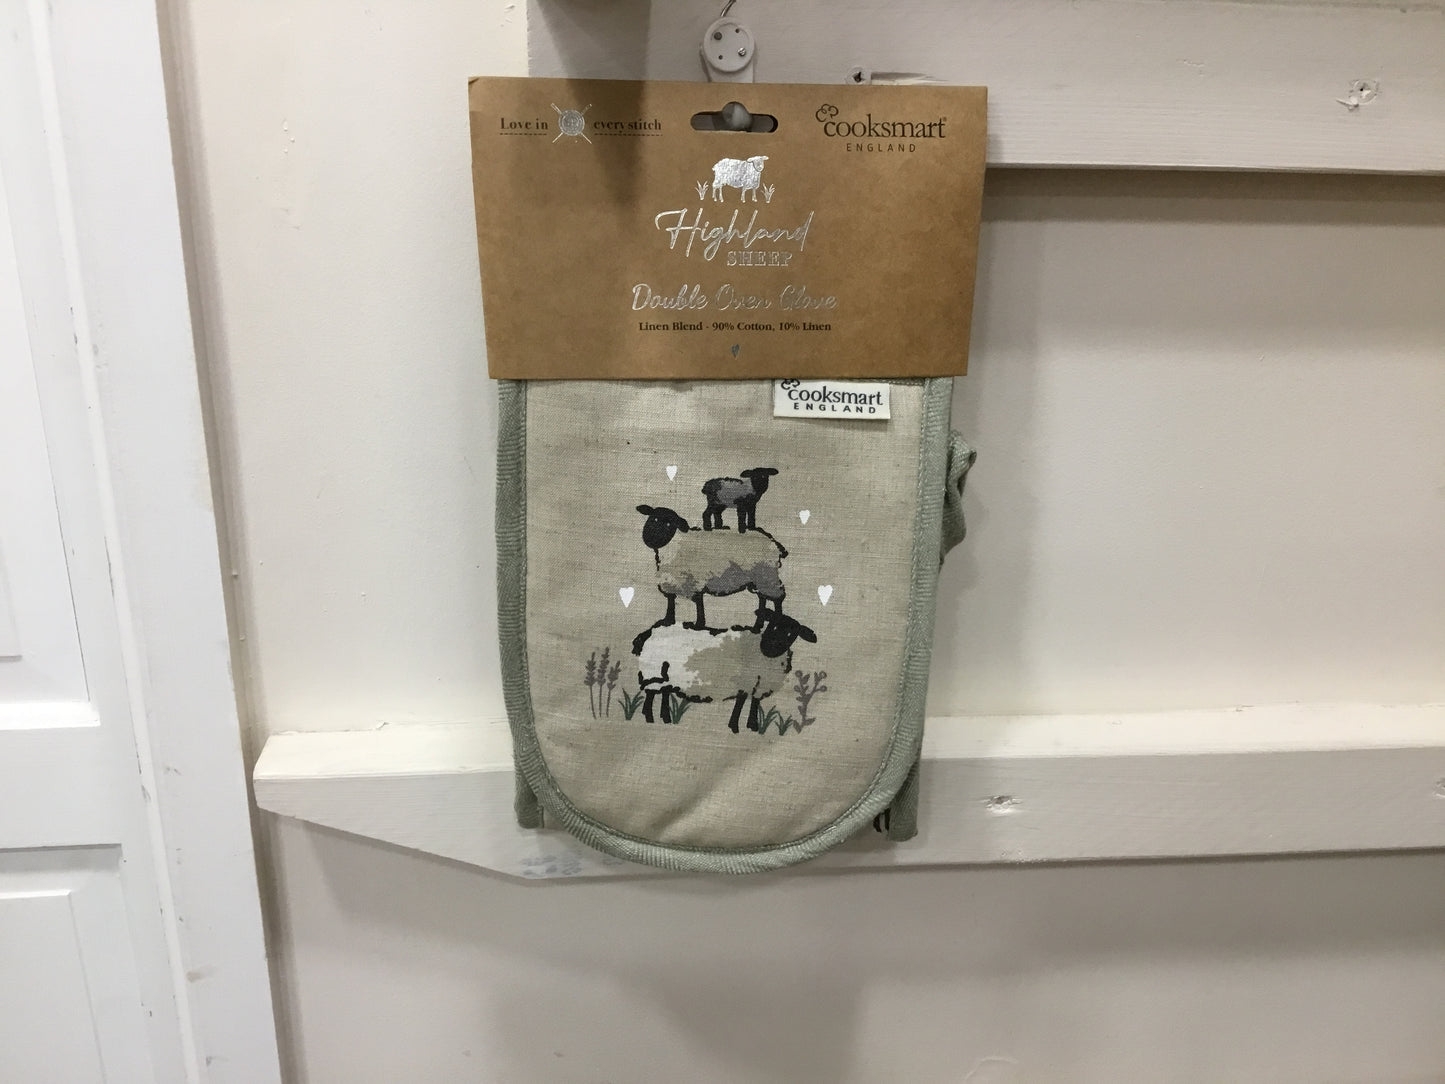 Love in every stitch
cooksmart®
ENGLAND
Highland
SHEEP
Double Oven Glove
Linen Blend - 90% Cotton, 10% Linen
cooksmart
ENGLAND